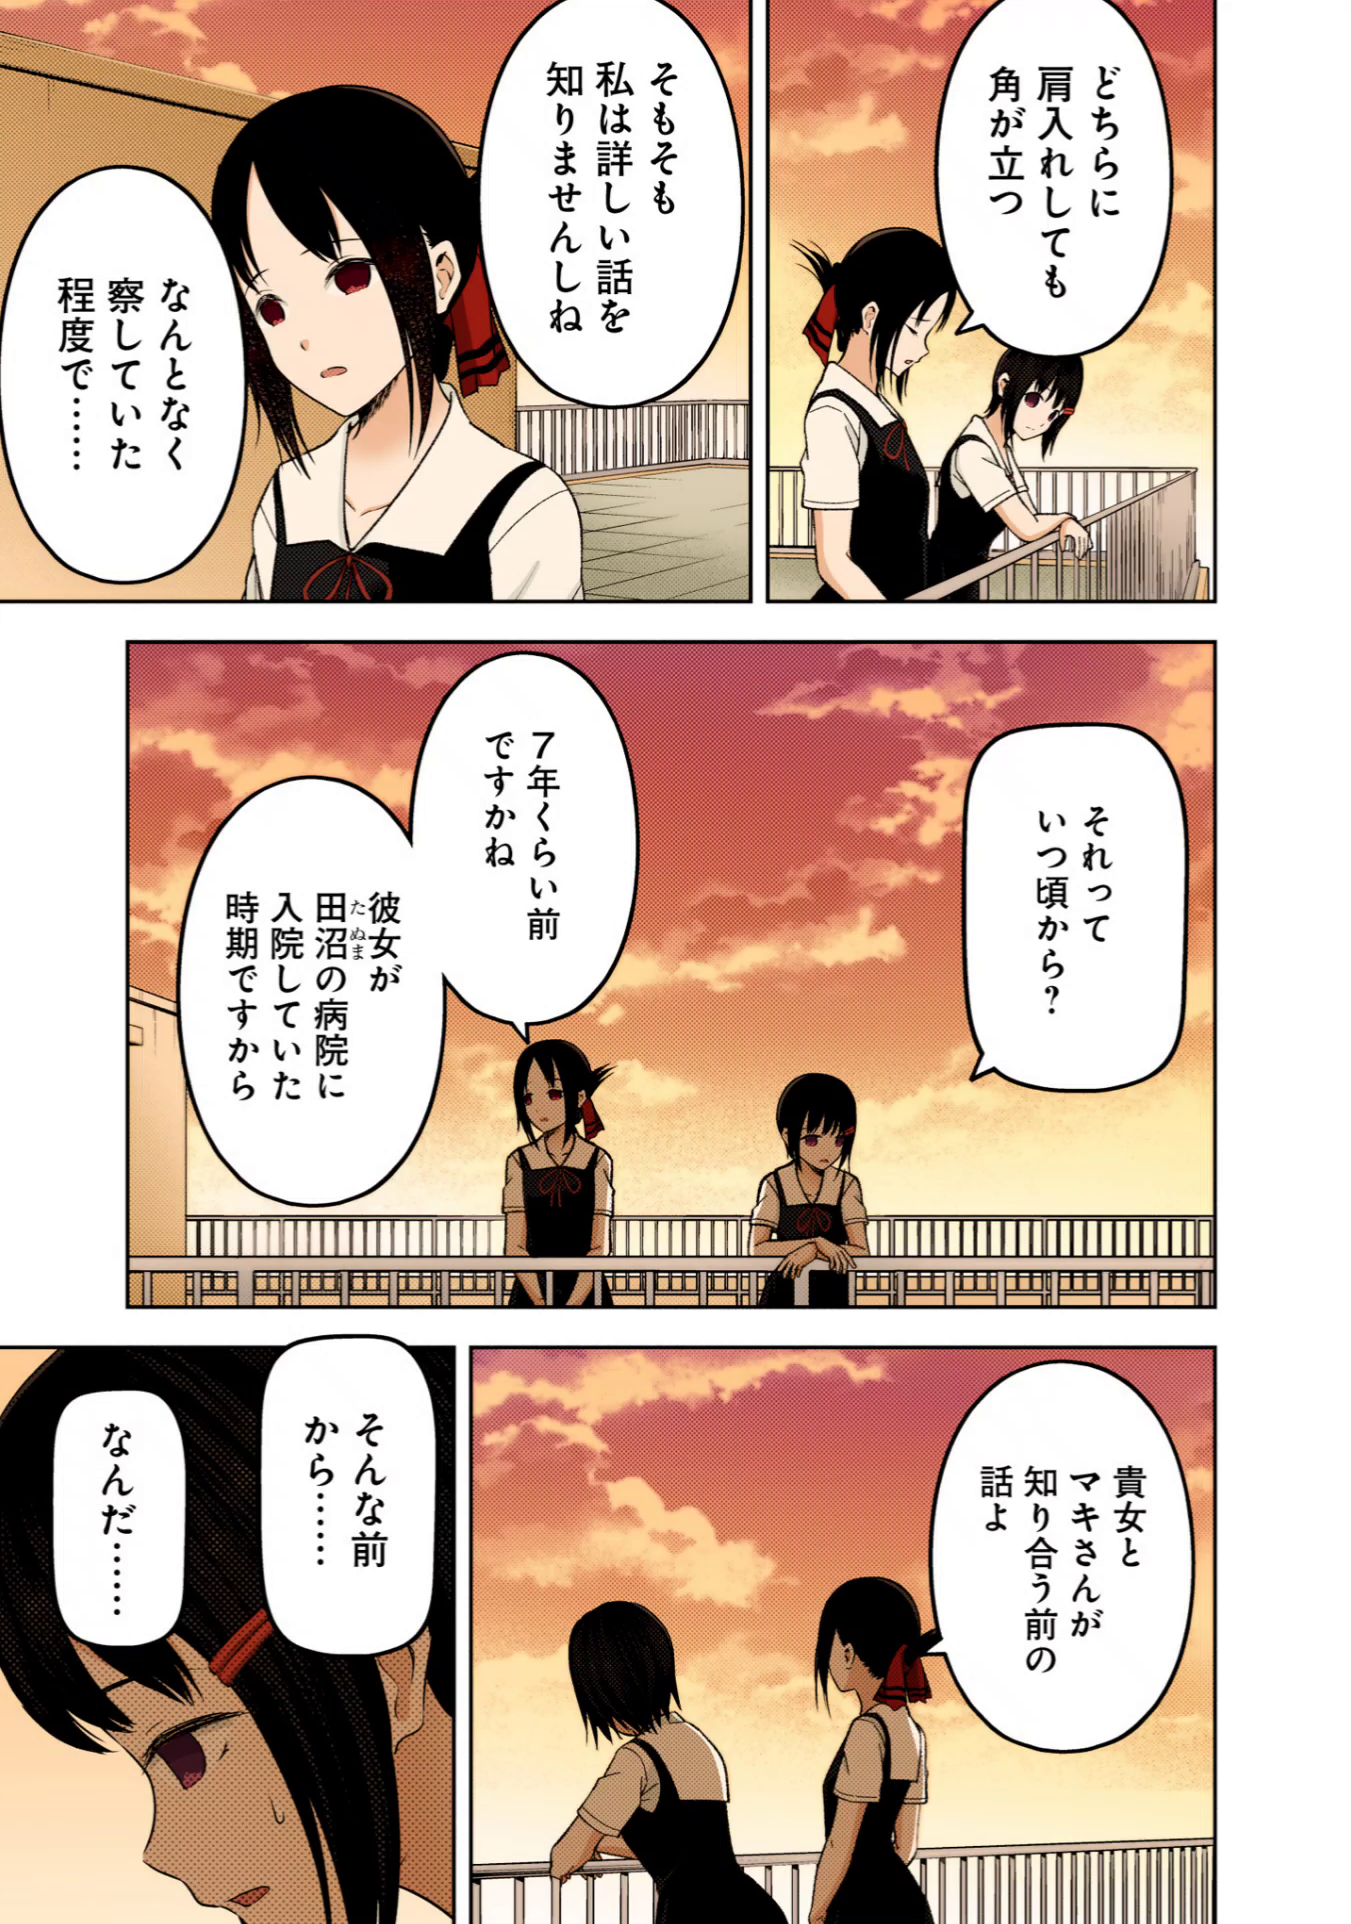 どちらに
肩入れしても
角が立つ
そもそも
私は詳しい話を
知りませんしね
なんとなく
察していた
程度で……
それって
いつ頃から?
7年くらい前
ですかね
彼女が
田沼の病院に
たぬま
入院していた
時期ですから
貴女と
マキさんが
知り合う前の
話よ
そんな前
から……
なんだ……